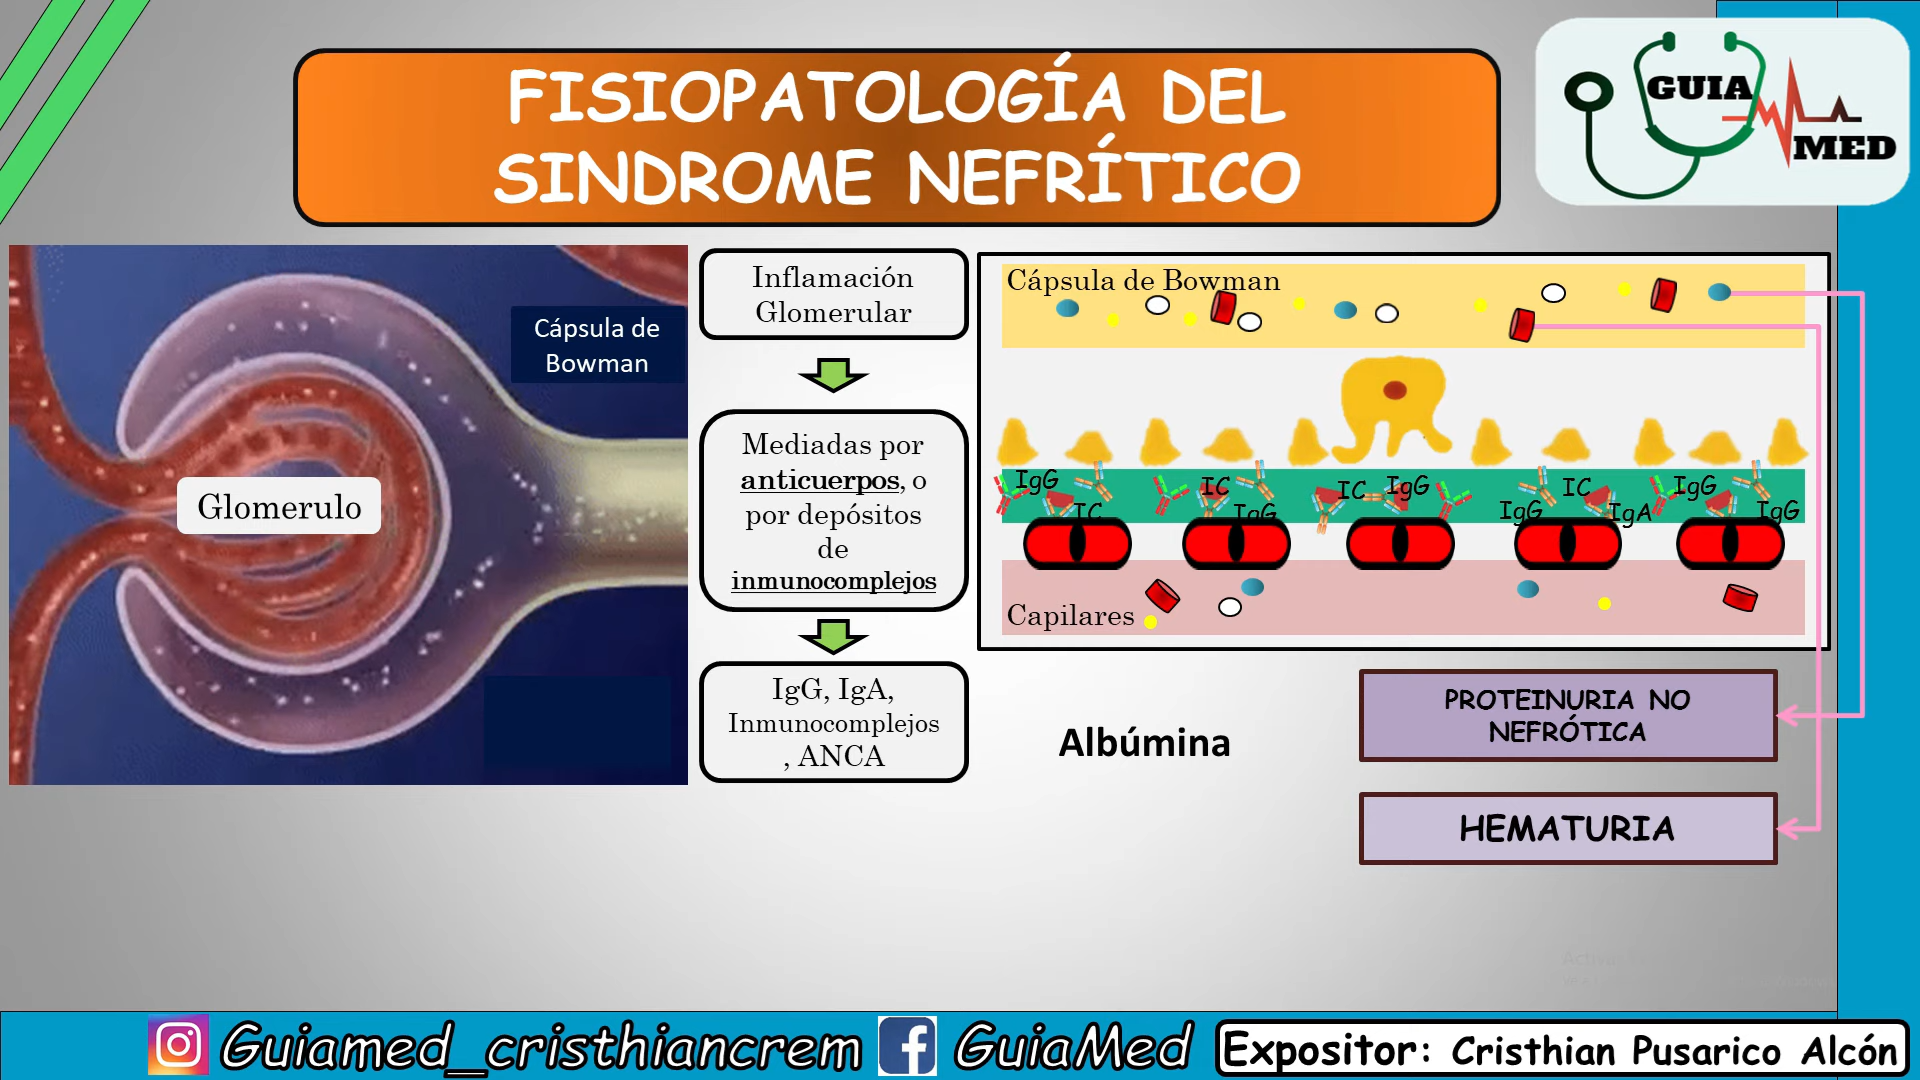 FISIOPATOLOGÍA DEL
SINDROME NEFRÍTICO
GUIA
MED
Cápsula de
Bowman
Glomerulo
Inflamación
Glomerular
Mediadas por
anticuerpos, o
por depósitos
de
inmunocomplejos
IgG, IgA,
Inmunocomplejos
, ANCA
Cápsula de Bowman
IgG IC IC IgG IC IgG
IC IgG IgG IgA IgG
Capilares
Albúmina
PROTEINURIA NO
NEFRÓTICA
HEMATURIA
Guiamed_cristhiancrem GuiaMed Expositor: Cristhian Pusarico Alcón